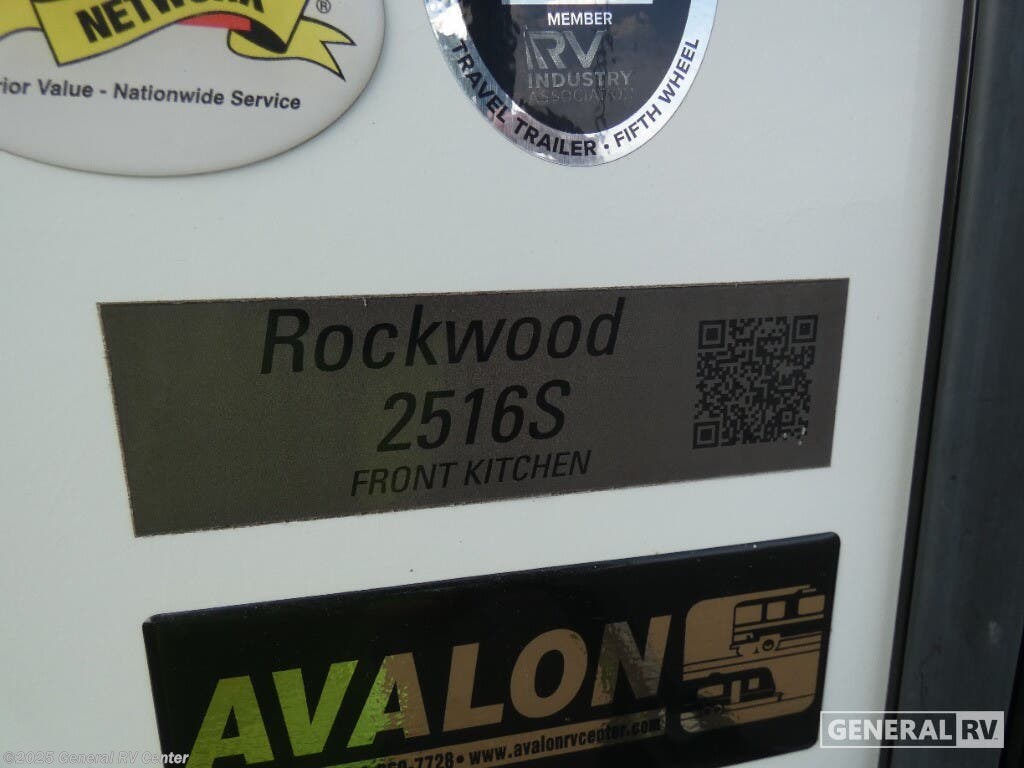 NETWORK
®
rior Value - Nationwide Service
MEMBER
RV
INDUSTRY
ASSOCIATION
TRAVEL TRAILER • FIFTH WHEEL
Rockwood
2516S
FRONT KITCHEN
AVALON
-7728 • www.avalonrvcenter.com
GENERAL RV
©2025 General RV Center